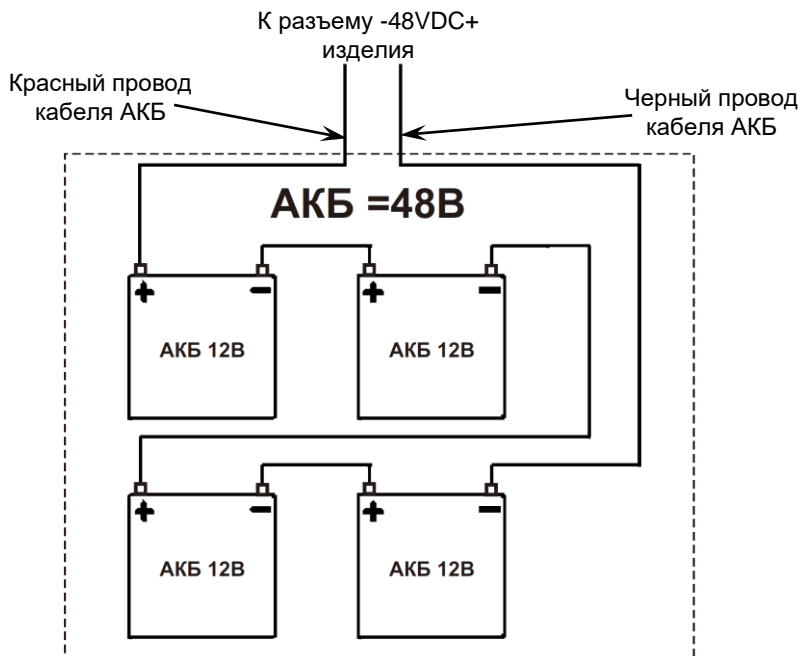 К разъему -48VDC+
изделия
Красный провод
кабеля АКБ
Черный провод
кабеля АКБ
АКБ =48В
+ − + −
АКБ 12В АКБ 12В
+ − + −
АКБ 12В АКБ 12В